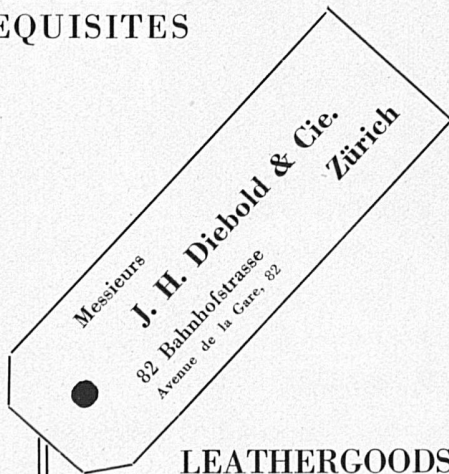 EQUISITES
Messieurs
J. H. Diebold & Cie.
Zürich
82 Bahnhofstrasse
Avenue de la Gare, 82
LEATHERGOODS